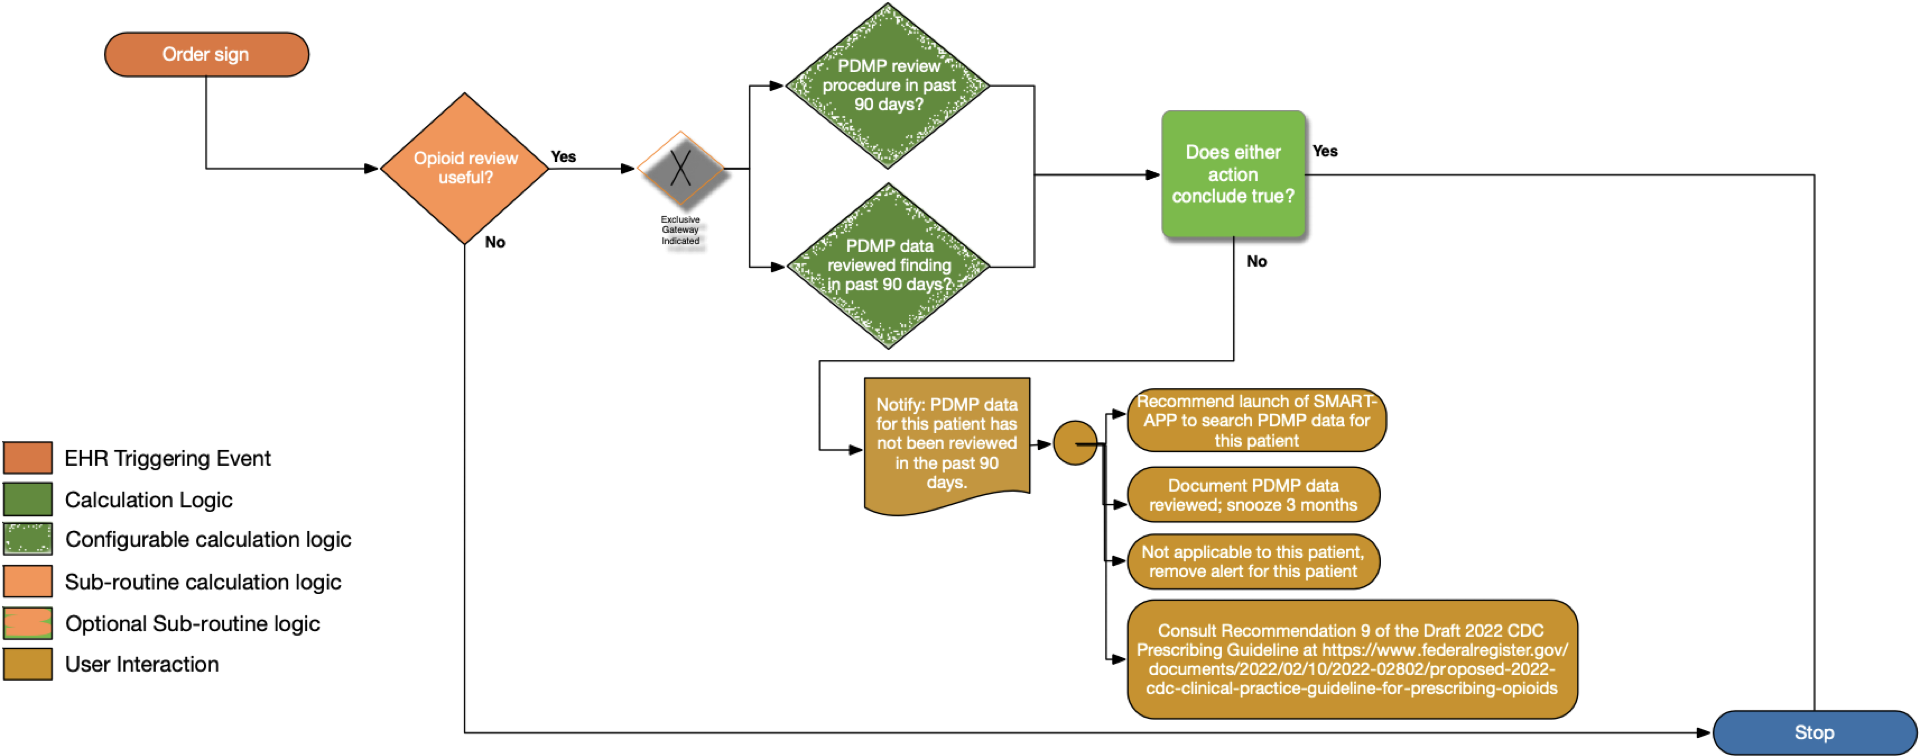 Order sign
Opioid review
useful?
Yes
No
X
Exclusive
Gateway
Indicated
PDMP review
procedure in past
90 days?
PDMP data
reviewed finding
in past 90 days?
Does either
action
conclude true?
Yes
No
Notify: PDMP data
for this patient has
not been reviewed
in the past 90
days.
Recommend launch of SMART-
APP to search PDMP data for
this patient
Document PDMP data
reviewed; snooze 3 months
Not applicable to this patient,
remove alert for this patient
Consult Recommendation 9 of the Draft 2022 CDC
Prescribing Guideline at https://www.federalregister.gov/
documents/2022/02/10/2022-02802/proposed-2022-
cdc-clinical-practice-guideline-for-prescribing-opioids
Stop
EHR Triggering Event
Calculation Logic
Configurable calculation logic
Sub-routine calculation logic
Optional Sub-routine logic
User Interaction